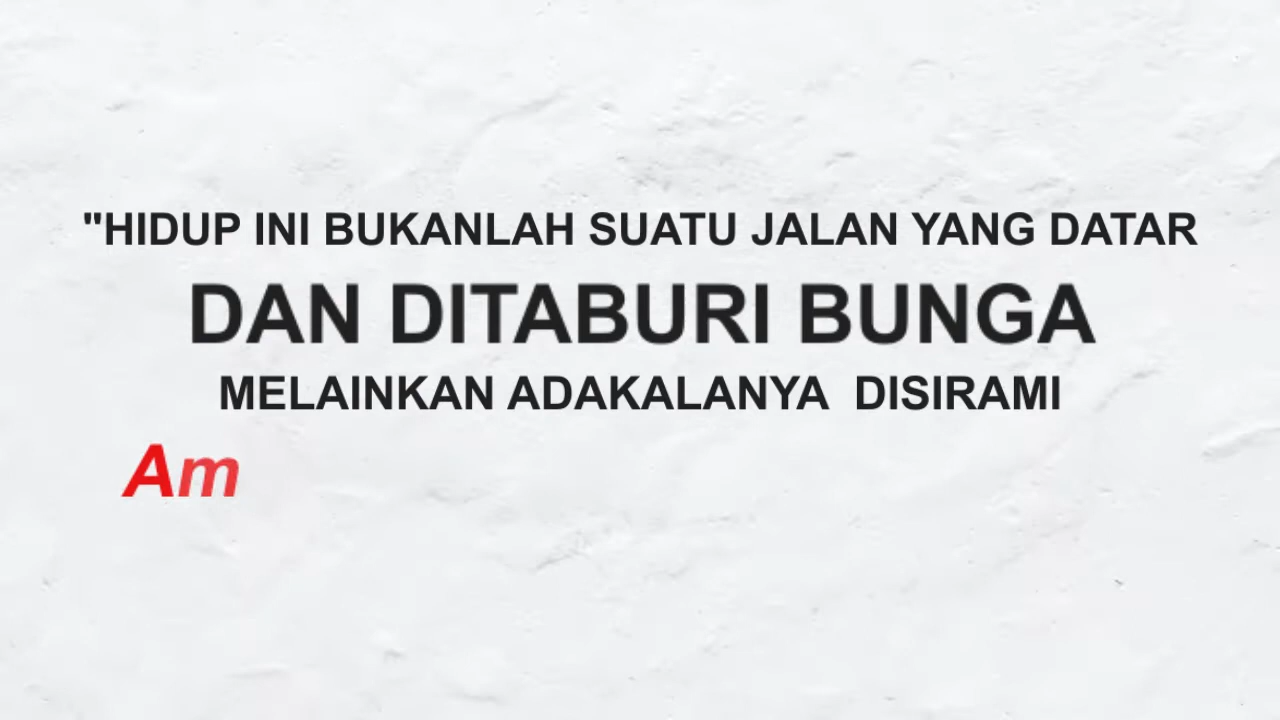 "HIDUP INI BUKANLAH SUATU JALAN YANG DATAR
DAN DITABURI BUNGA
MELAINKAN ADAKALANYA DISIRAMI
Am